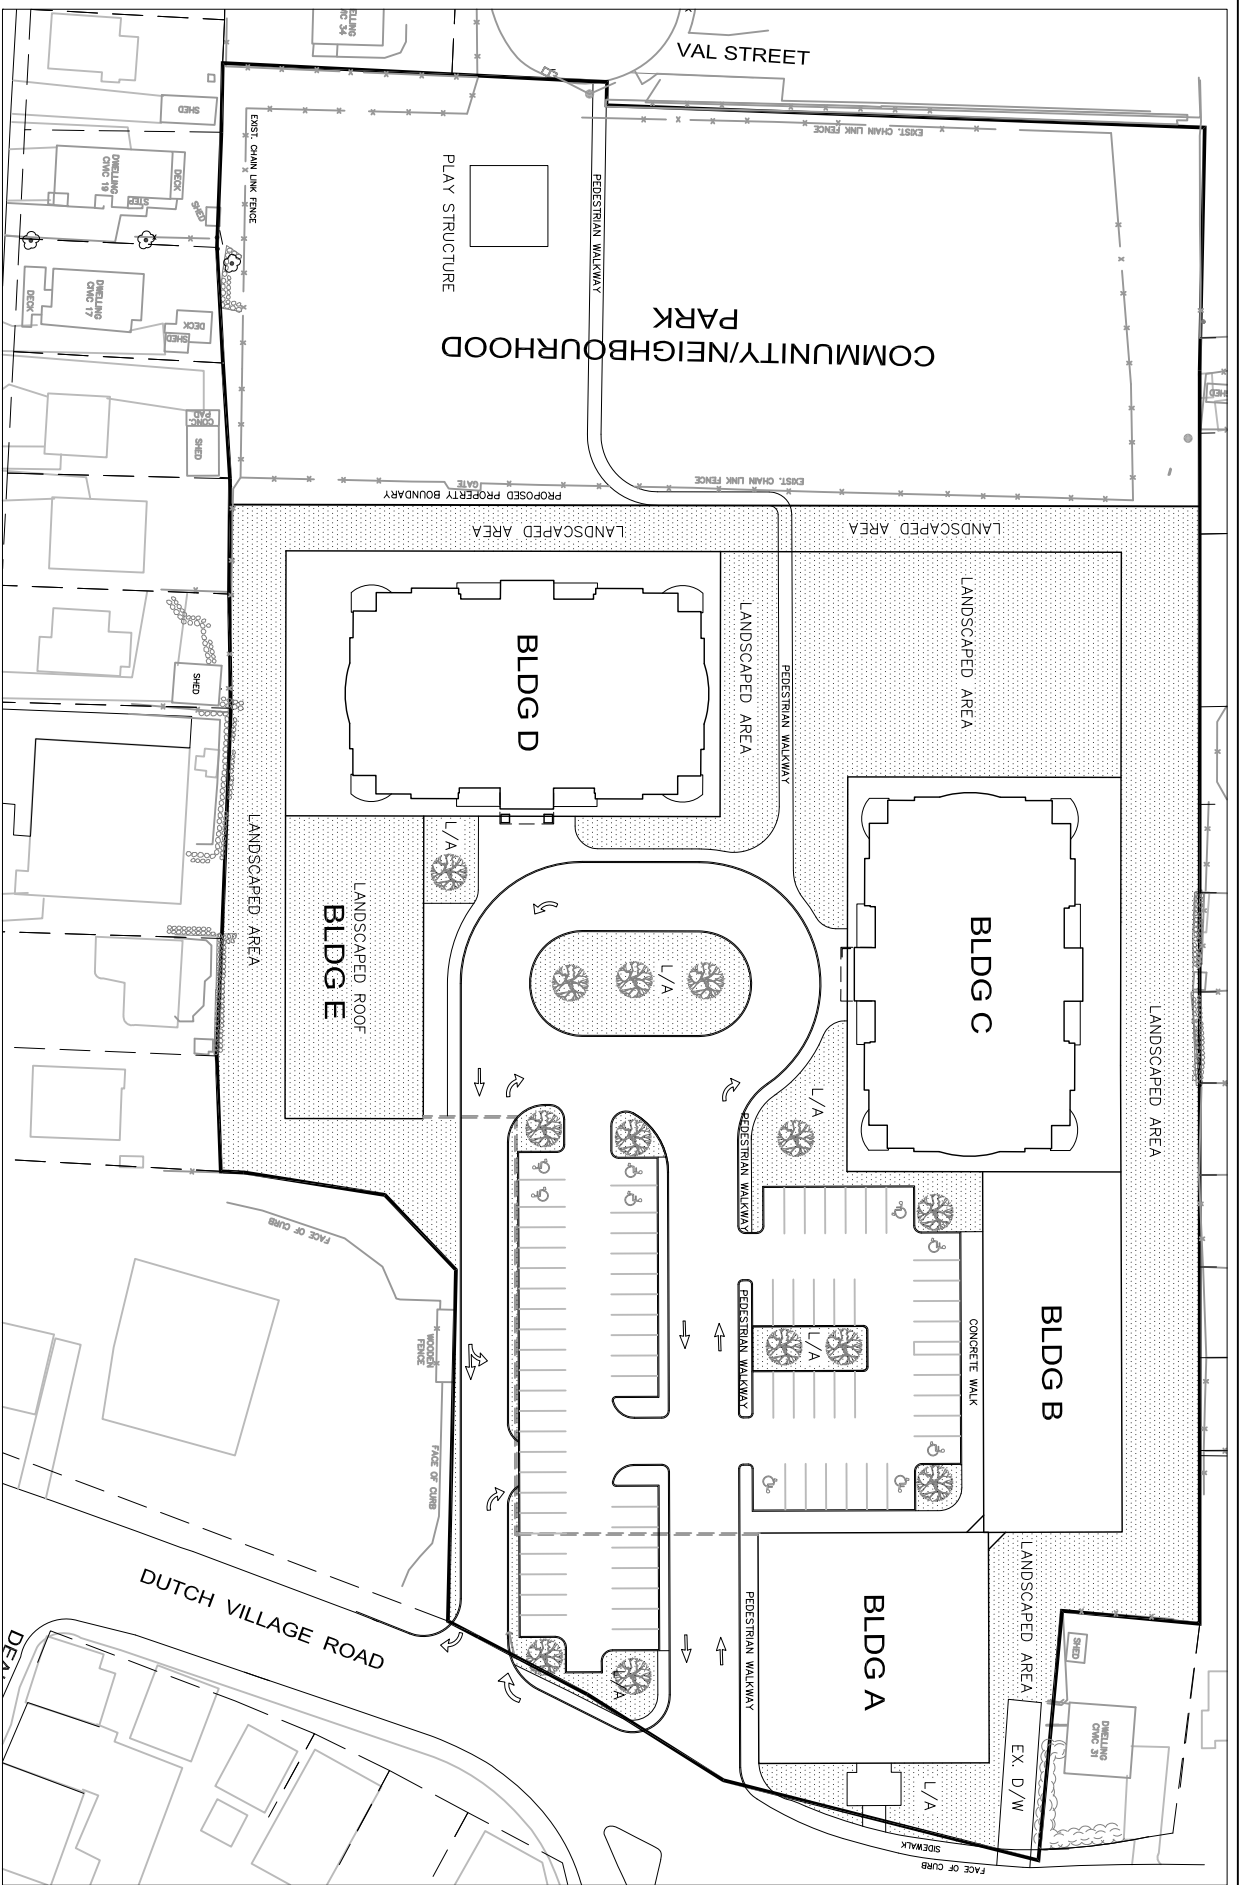 DWELLING
CIVIC 34
VAL STREET
SHED
EXIST. CHAIN LINK FENCE
EXIST. CHAIN LINK FENCE
DWELLING
CIVIC 19
DECK
STEP
SHED
PLAY STRUCTURE
PEDESTRIAN WALKWAY
DWELLING
CIVIC 17
DECK
DECK
SHED
COMMUNITY/NEIGHBOURHOOD
PARK
SHED
CONC.
PAD
SHED
GATE
EXIST. CHAIN LINK FENCE
PROPOSED PROPERTY BOUNDARY
LANDSCAPED AREA
LANDSCAPED AREA
LANDSCAPED AREA
LANDSCAPED AREA
BLDG D
PEDESTRIAN WALKWAY
SHED
LANDSCAPED AREA
L/A
LANDSCAPED ROOF
BLDG E
L/A
BLDG C
LANDSCAPED AREA
L/A
PEDESTRIAN WALKWAY
FACE OF CURB
WOODEN
FENCE
PEDESTRIAN WALKWAY
L/A
CONCRETE WALK
BLDG B
FACE OF CURB
DUTCH VILLAGE ROAD
PEDESTRIAN WALKWAY
BLDG A
LANDSCAPED AREA
SHED
L/A
DWELLING
CIVIC 31
EX. D/W
L/A
SIDEWALK
FACE OF CURB